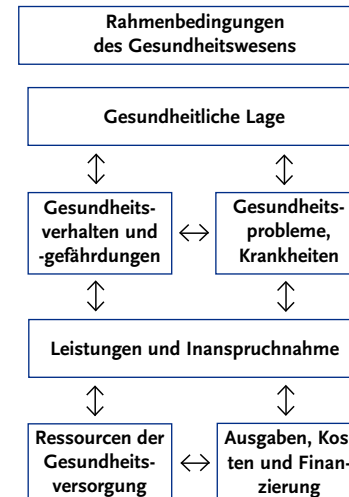 Rahmenbedingungen
des Gesundheitswesens
Gesundheitliche Lage
Gesundheits-
verhalten und
-gefährdungen
Gesundheits-
probleme,
Krankheiten
Leistungen und Inanspruchnahme
Ressourcen der
Gesundheits-
versorgung
Ausgaben, Kos-
ten und Finan-
zierung